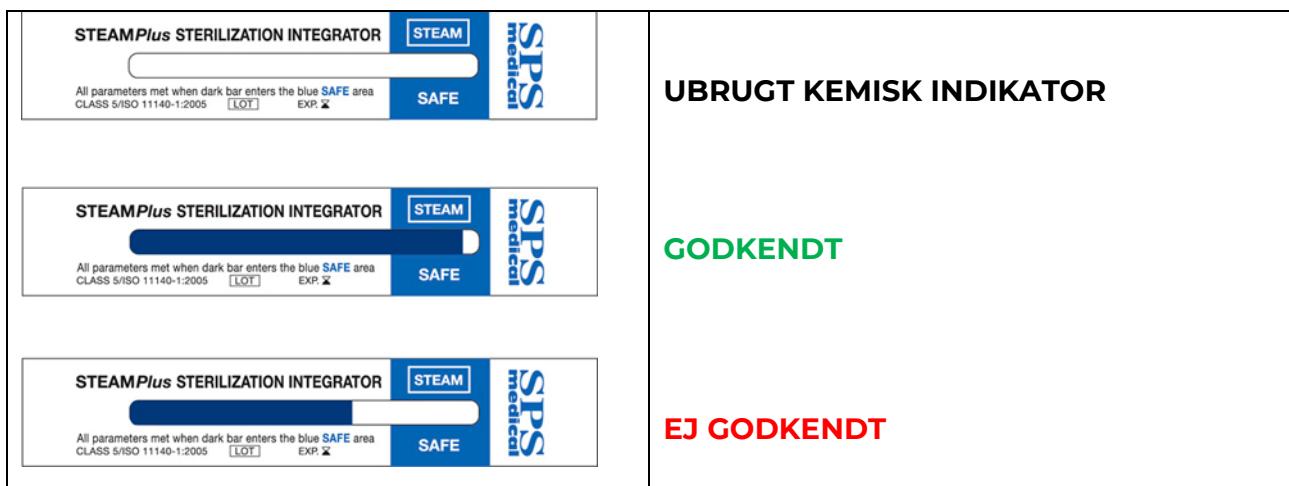 STEAMPlus STERILIZATION INTEGRATOR STEAM
All parameters met when dark bar enters the blue SAFE area
CLASS 5/ISO 11140-1:2005 LOT EXP. SAFE
SPS medical
UBRUGT KEMISK INDIKATOR
STEAMPlus STERILIZATION INTEGRATOR STEAM
All parameters met when dark bar enters the blue SAFE area
CLASS 5/ISO 11140-1:2005 LOT EXP. SAFE
SPS medical
GODKENDT
STEAMPlus STERILIZATION INTEGRATOR STEAM
All parameters met when dark bar enters the blue SAFE area
CLASS 5/ISO 11140-1:2005 LOT EXP. SAFE
SPS medical
EJ GODKENDT